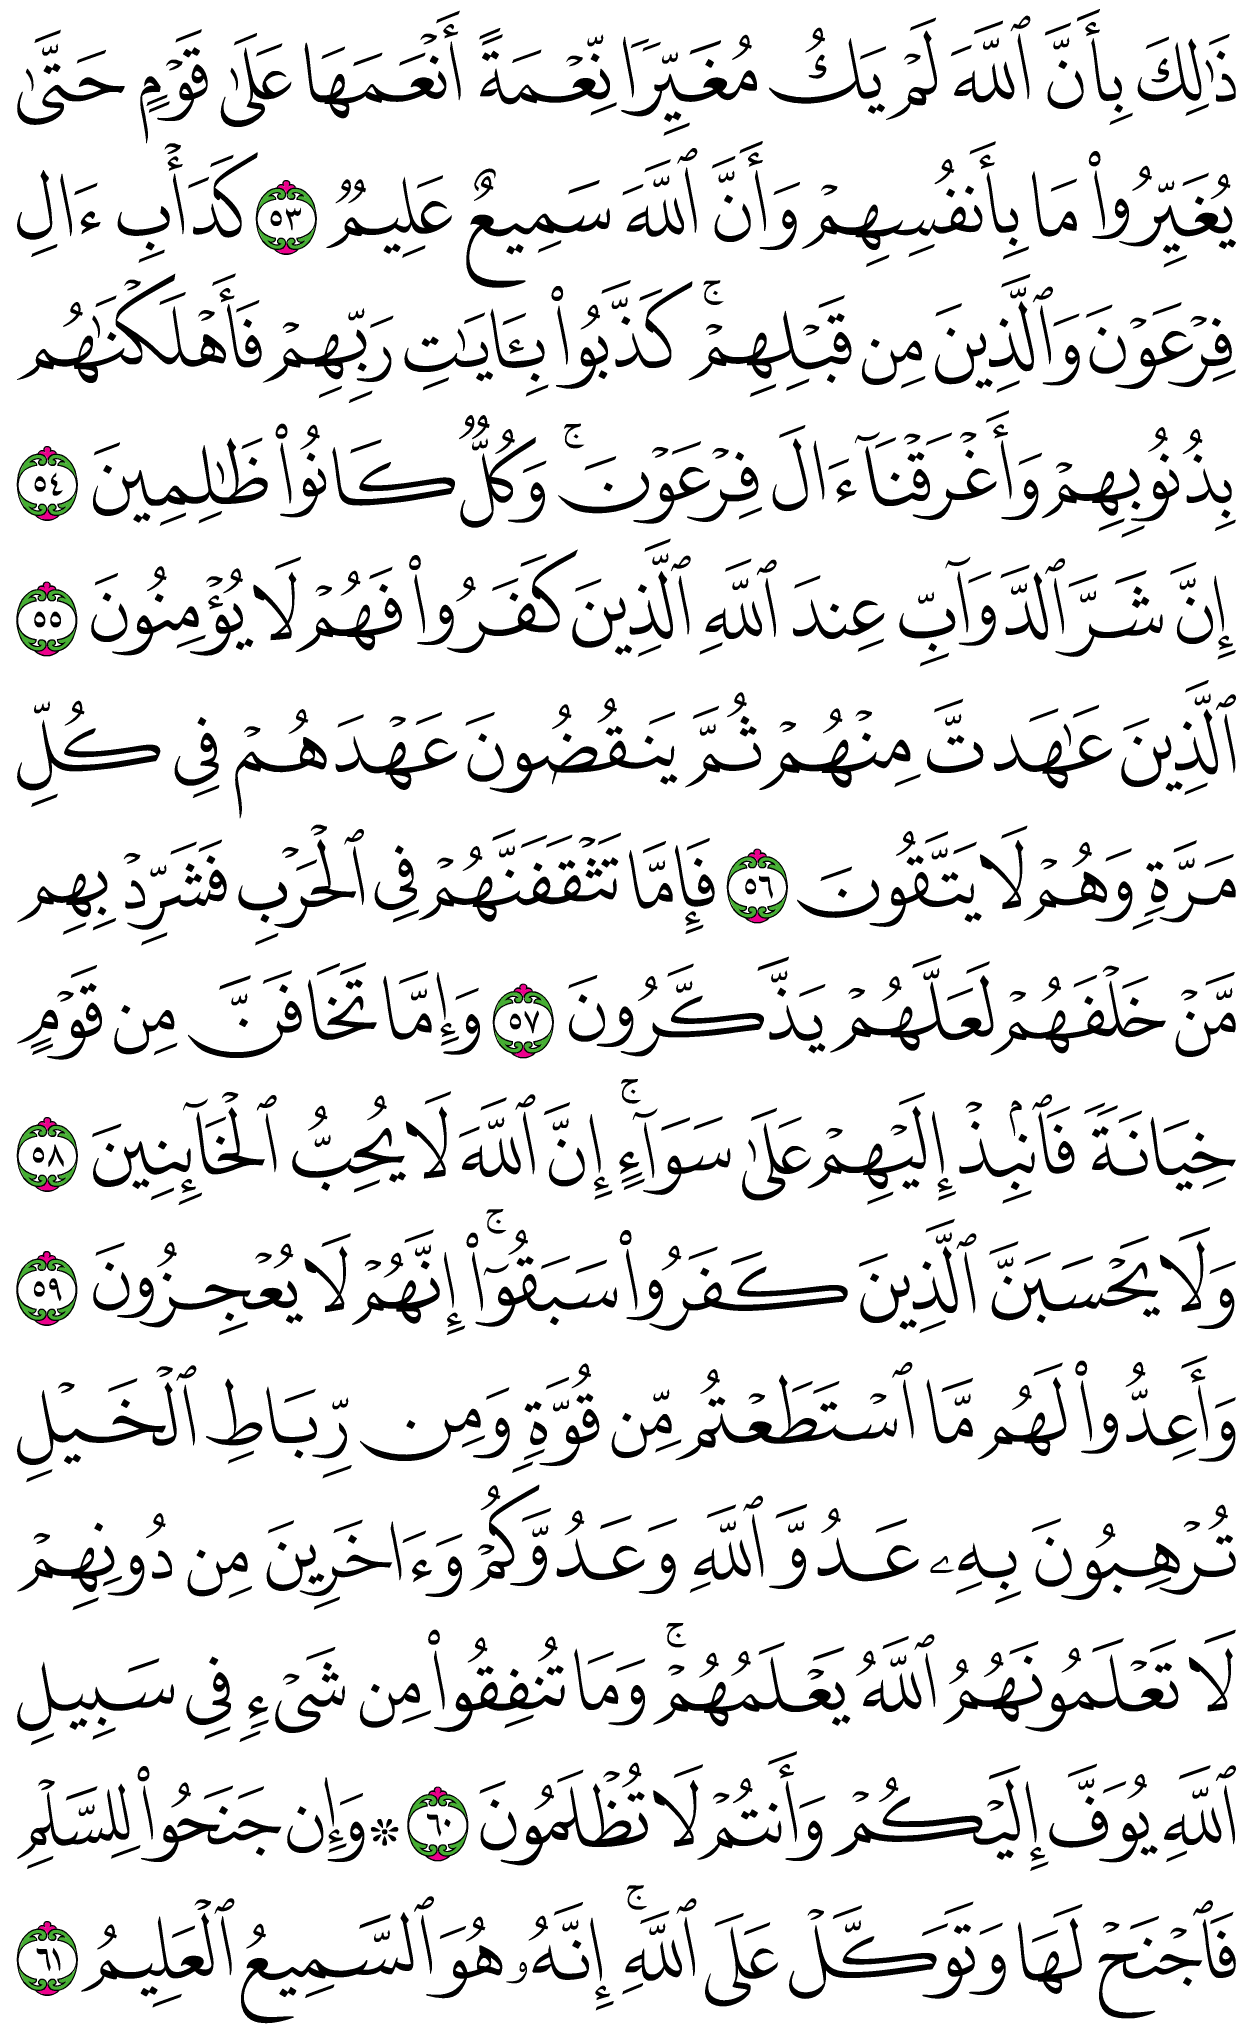 ذَٰلِكَ بِأَنَّ ٱللَّهَ لَمْ يَكُ مُغَيِّرًا نِّعْمَةً أَنْعَمَهَا عَلَىٰ قَوْمٍ حَتَّىٰ
يُغَيِّرُوا۟ مَا بِأَنفُسِهِمْ وَأَنَّ ٱللَّهَ سَمِيعٌ عَلِيمٌ ٥٣ كَدَأْبِ ءَالِ
فِرْعَوْنَ وَٱلَّذِينَ مِن قَبْلِهِمْ ۚ كَذَّبُوا۟ بِـَٔايَـٰتِ رَبِّهِمْ فَأَهْلَكْنَـٰهُم
بِذُنُوبِهِمْ وَأَغْرَقْنَآ ءَالَ فِرْعَوْنَ ۚ وَكُلٌّ كَانُوا۟ ظَـٰلِمِينَ ٥٤
إِنَّ شَرَّ ٱلدَّوَآبِّ عِندَ ٱللَّهِ ٱلَّذِينَ كَفَرُوا۟ فَهُمْ لَا يُؤْمِنُونَ ٥٥
ٱلَّذِينَ عَـٰهَدتَّ مِنْهُمْ ثُمَّ يَنقُضُونَ عَهْدَهُمْ فِى كُلِّ
مَرَّةٍ وَهُمْ لَا يَتَّقُونَ ٥٦ فَإِمَّا تَثْقَفَنَّهُمْ فِى ٱلْحَرْبِ فَشَرِّدْ بِهِم
مَّنْ خَلْفَهُمْ لَعَلَّهُمْ يَذَّكَّرُونَ ٥٧ وَإِمَّا تَخَافَنَّ مِن قَوْمٍ
خِيَانَةً فَٱنۢبِذْ إِلَيْهِمْ عَلَىٰ سَوَآءٍ ۚ إِنَّ ٱللَّهَ لَا يُحِبُّ ٱلْخَآئِنِينَ ٥٨
وَلَا يَحْسَبَنَّ ٱلَّذِينَ كَفَرُوا۟ سَبَقُوٓا۟ ۚ إِنَّهُمْ لَا يُعْجِزُونَ ٥٩
وَأَعِدُّوا۟ لَهُم مَّا ٱسْتَطَعْتُم مِّن قُوَّةٍ وَمِن رِّبَاطِ ٱلْخَيْلِ
تُرْهِبُونَ بِهِۦ عَدُوَّ ٱللَّهِ وَعَدُوَّكُمْ وَءَاخَرِينَ مِن دُونِهِمْ
لَا تَعْلَمُونَهُمُ ٱللَّهُ يَعْلَمُهُمْ ۚ وَمَا تُنفِقُوا۟ مِن شَىْءٍ فِى سَبِيلِ
ٱللَّهِ يُوَفَّ إِلَيْكُمْ وَأَنتُمْ لَا تُظْلَمُونَ ٦٠ * وَإِن جَنَحُوا۟ لِلسَّلْمِ
فَٱجْنَحْ لَهَا وَتَوَكَّلْ عَلَى ٱللَّهِ ۚ إِنَّهُۥ هُوَ ٱلسَّمِيعُ ٱلْعَلِيمُ ٦١